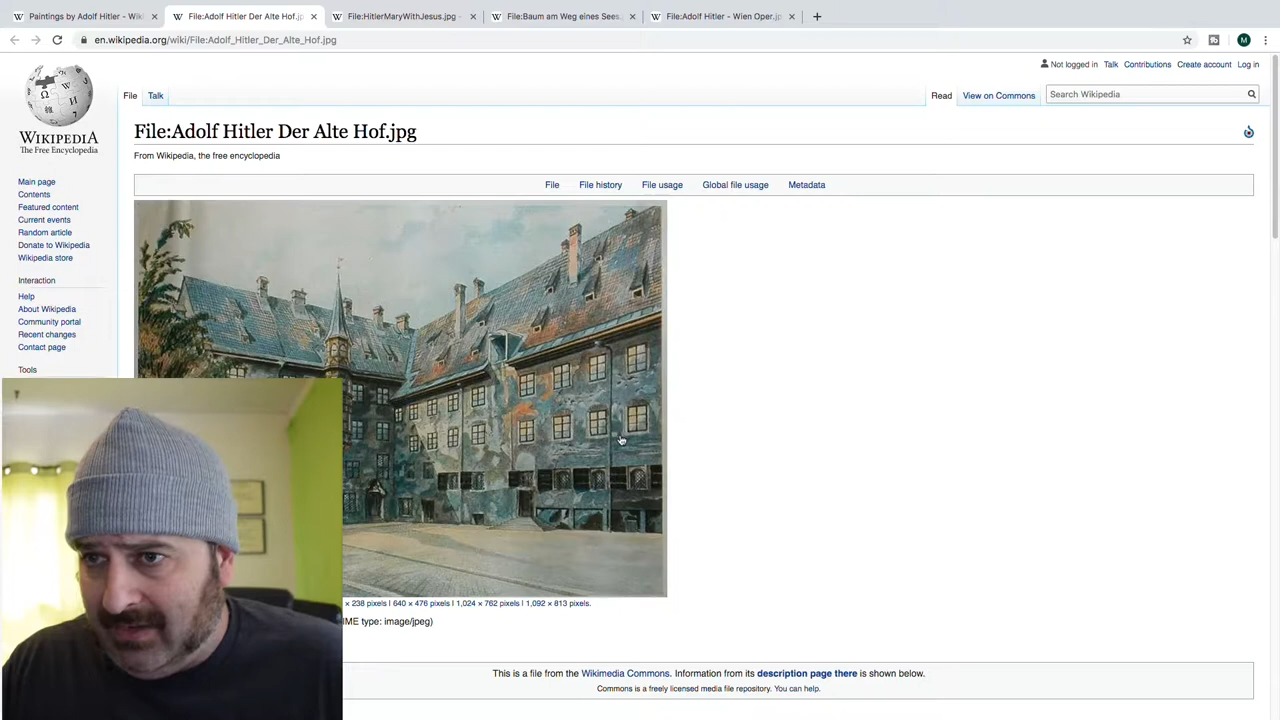 Paintings by Adolf Hitler - Wiki
File:Adolf Hitler Der Alte Hof.jp
File:HitlerMaryWithJesus.jpg -
File:Baum am Weg eines Sees.
File:Adolf Hitler - Wien Oper.jp
en.wikipedia.org/wiki/File:Adolf_Hitler_Der_Alte_Hof.jpg
M
Not logged in Talk Contributions Create account Log in
File Talk Read View on Commons Search Wikipedia
WIKIPEDIA
The Free Encyclopedia
File:Adolf Hitler Der Alte Hof.jpg
From Wikipedia, the free encyclopedia
File File history File usage Global file usage Metadata
Main page
Contents
Featured content
Current events
Random article
Donate to Wikipedia
Wikipedia store
Interaction
Help
About Wikipedia
Community portal
Recent changes
Contact page
Tools
× 238 pixels | 640 × 476 pixels | 1,024 × 762 pixels | 1,092 × 813 pixels.
IME type: image/jpeg)
This is a file from the Wikimedia Commons. Information from its description page there is shown below.
Commons is a freely licensed media file repository. You can help.